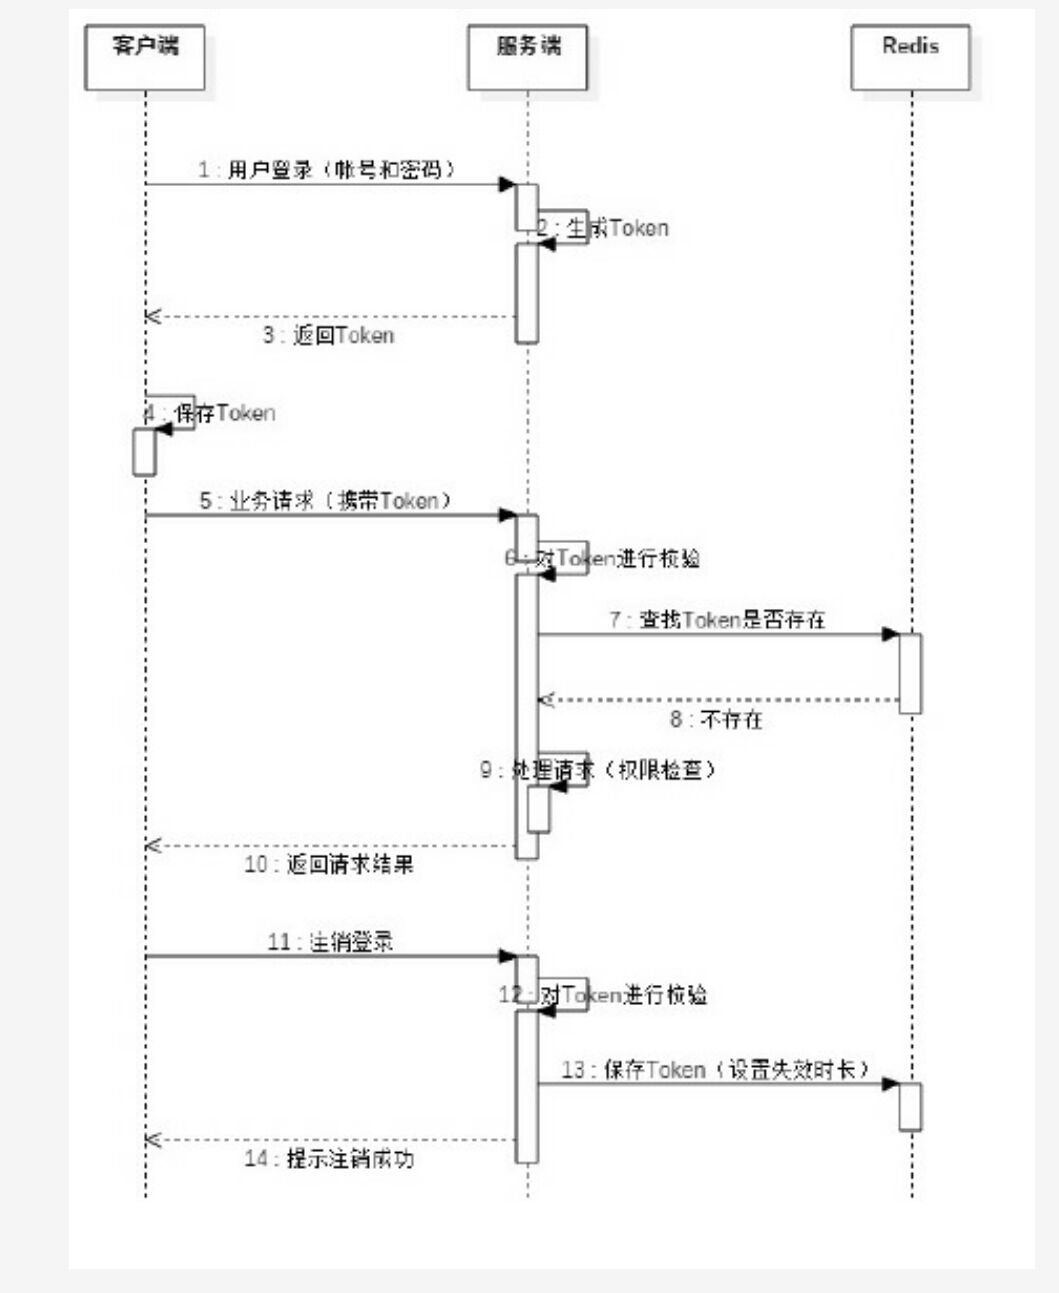 客户端
服务端
Redis
1 : 用户登录（帐号和密码）
2 : 生成Token
3 : 返回Token
4 : 保存Token
5 : 业务请求（携带Token）
6 : 对Token进行校验
7 : 查找Token是否存在
8 : 不存在
9 : 处理请求（权限检查）
10 : 返回请求结果
11 : 注销登录
12 : 对Token进行校验
13 : 保存Token（设置失效时长）
14 : 提示注销成功